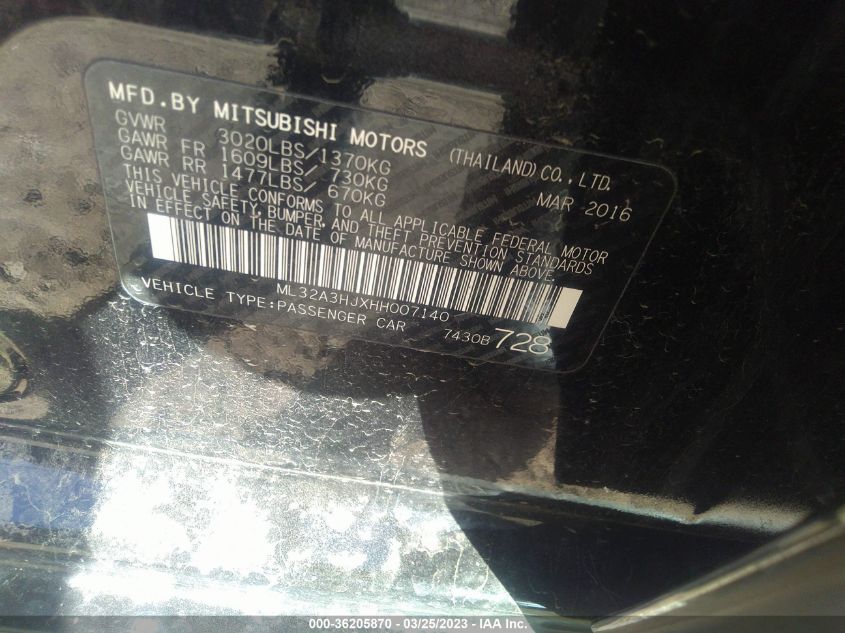 MFD.BY MITSUBISHI MOTORS (THAILAND)CO.,LTD.
GVWR 3020LBS/1370KG MAR 2016
GAWR FR 1609LBS/ 730KG
GAWR RR 1477LBS/ 670KG
THIS VEHICLE CONFORMS TO ALL APPLICABLE FEDERAL MOTOR
VEHICLE SAFETY, BUMPER, AND THEFT PREVENTION STANDARDS
IN EFFECT ON THE DATE OF MANUFACTURE SHOWN ABOVE.
ML32A3HJXHH007140
VEHICLE TYPE:PASSENGER CAR 7430B 728
000-36205870 - 03/25/2023 - IAA Inc.